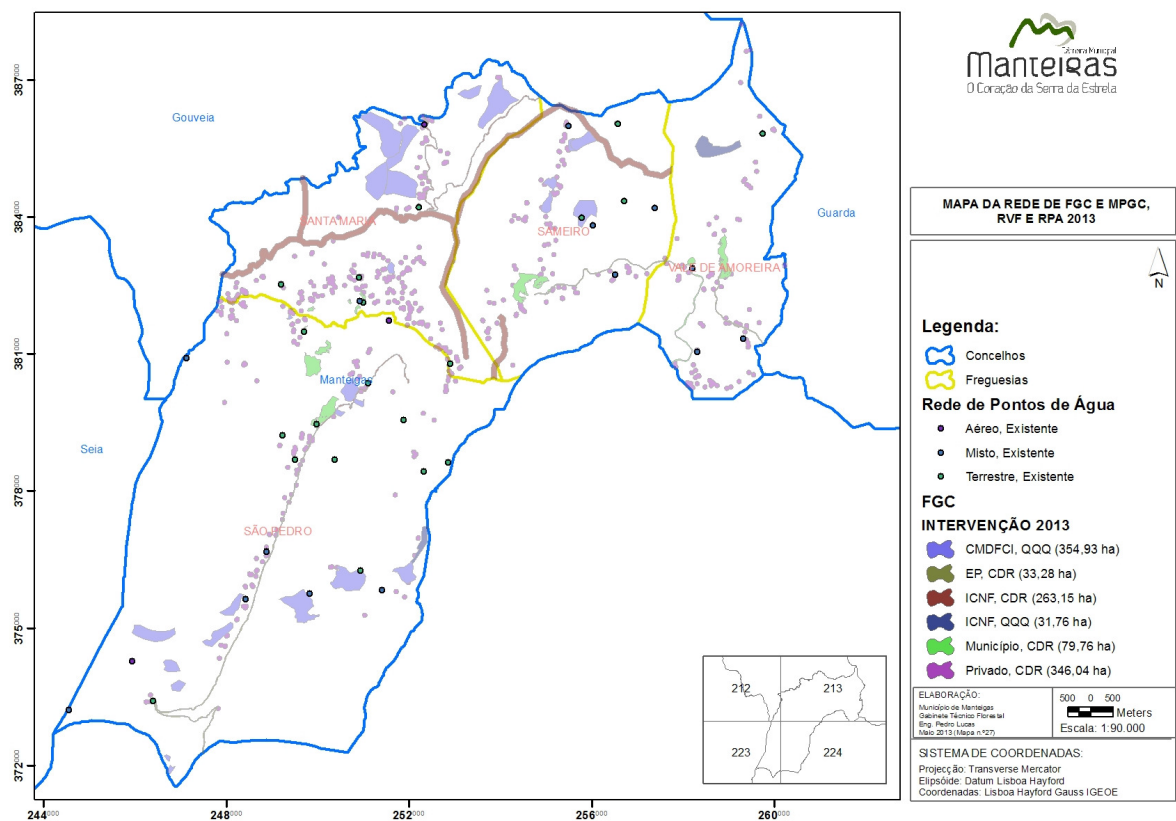 Câmara Municipal
Manteigas
O Coração da Serra da Estrela
MAPA DA REDE DE FGC E MPGC,
RVF E RPA 2013
N
Legenda:
Concelhos
Freguesias
Rede de Pontos de Água
Aéreo, Existente
Misto, Existente
Terrestre, Existente
FGC
INTERVENÇÃO 2013
CMDFCI, QQQ (354,93 ha)
EP, CDR (33,28 ha)
ICNF, CDR (263,15 ha)
ICNF, QQQ (31,76 ha)
Município, CDR (79,76 ha)
Privado, CDR (346,04 ha)
ELABORAÇÃO:
Município de Manteigas
Gabinete Técnico Florestal
Eng. Pedro Lucas
Maio 2013 (Mapa n.º27)
500 0 500
Meters
Escala: 1:90.000
SISTEMA DE COORDENADAS:
Projecção: Transverse Mercator
Elipsóide: Datum Lisboa Hayford
Coordenadas: Lisboa Hayford Gauss IGEOE
Gouveia
Guarda
SANTA MARIA
SAMEIRO
VALE DE AMOREIRA
Manteigas
Seia
SÃO PEDRO
212
213
223
224
387000
384000
381000
378000
375000
372000
244000
248000
252000
256000
260000